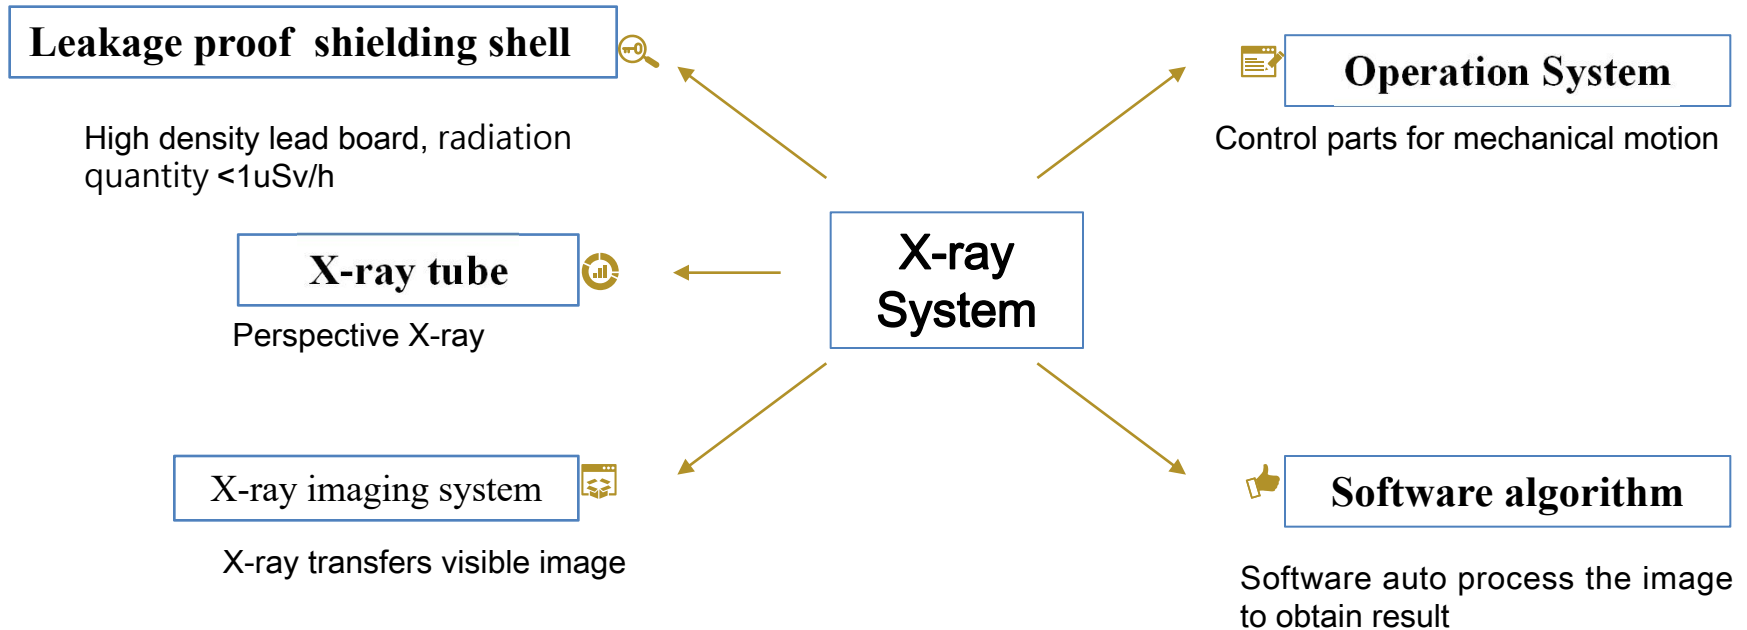 Leakage proof shielding shell
High density lead board, radiation
quantity <1uSv/h
X-ray tube
Perspective X-ray
X-ray imaging system
X-ray transfers visible image
X-ray
System
Operation System
Control parts for mechanical motion
Software algorithm
Software auto process the image
to obtain result